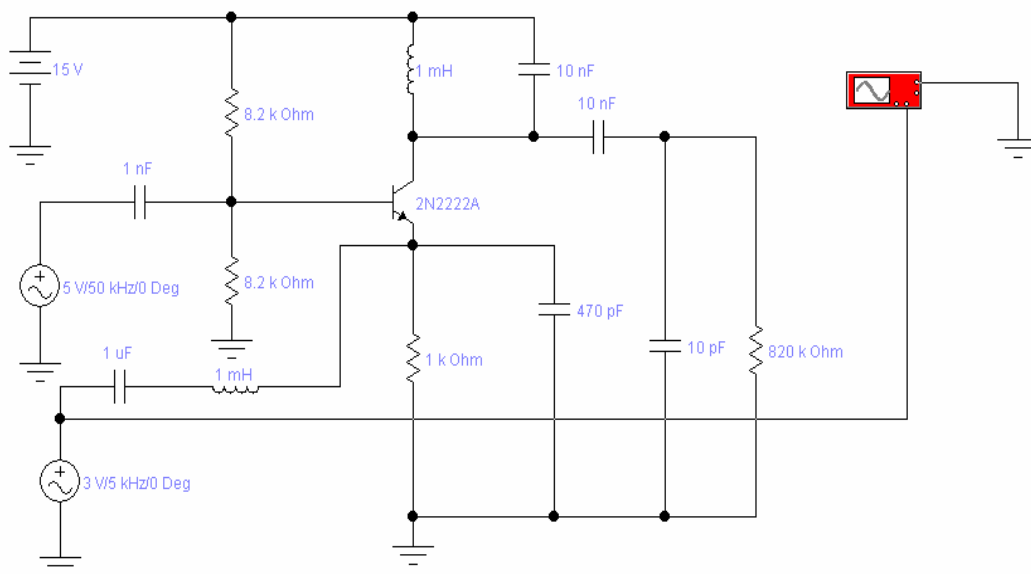 15 V
1 mH
10 nF
8.2 k Ohm
10 nF
1 nF
2N2222A
5 V/50 kHz/0 Deg
8.2 k Ohm
470 pF
1 uF
1 mH
1 k Ohm
10 pF
820 k Ohm
3 V/5 kHz/0 Deg